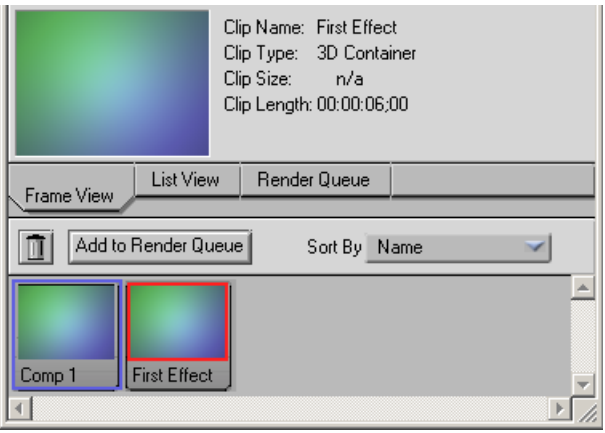 Clip Name: First Effect
Clip Type: 3D Container
Clip Size: n/a
Clip Length: 00:00:06;00
Frame View List View Render Queue
Add to Render Queue Sort By Name
Comp 1 First Effect